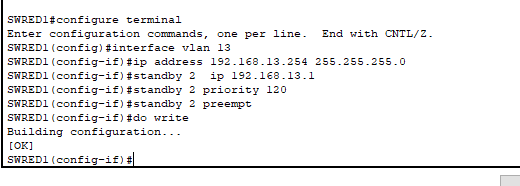 SWRED1#configure terminal
Enter configuration commands, one per line.  End with CNTL/Z.
SWRED1(config)#interface vlan 13
SWRED1(config-if)#ip address 192.168.13.254 255.255.255.0
SWRED1(config-if)#standby 2  ip 192.168.13.1
SWRED1(config-if)#standby 2 priority 120
SWRED1(config-if)#standby 2 preempt
SWRED1(config-if)#do write
Building configuration...
[OK]
SWRED1(config-if)#